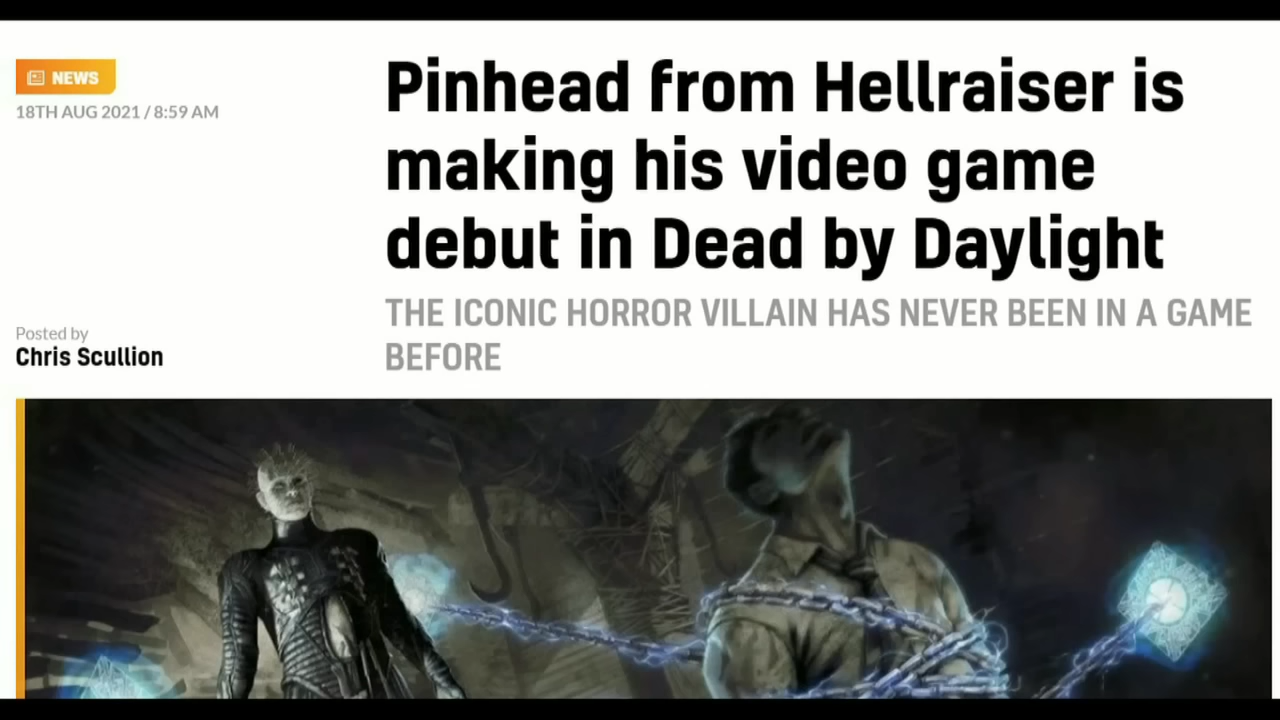 NEWS
18TH AUG 2021 / 8:59 AM
Pinhead from Hellraiser is
making his video game
debut in Dead by Daylight
THE ICONIC HORROR VILLAIN HAS NEVER BEEN IN A GAME
BEFORE
Posted by
Chris Scullion